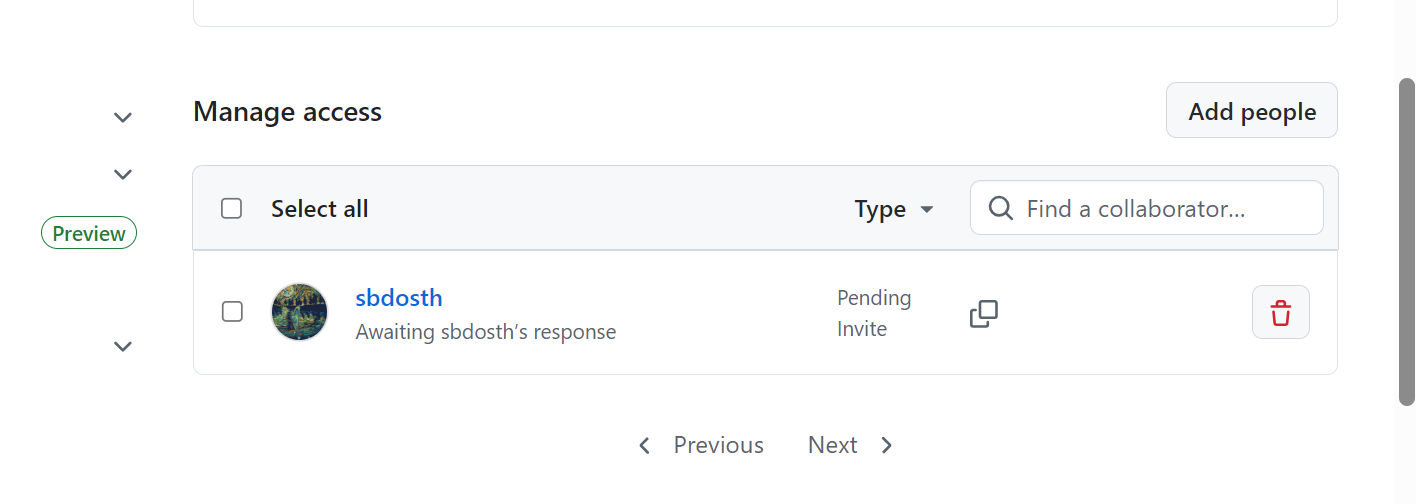 Manage access
Add people
Preview
Select all
Type
Find a collaborator...
sbdosth
Awaiting sbdosth’s response
Pending
Invite
Previous
Next